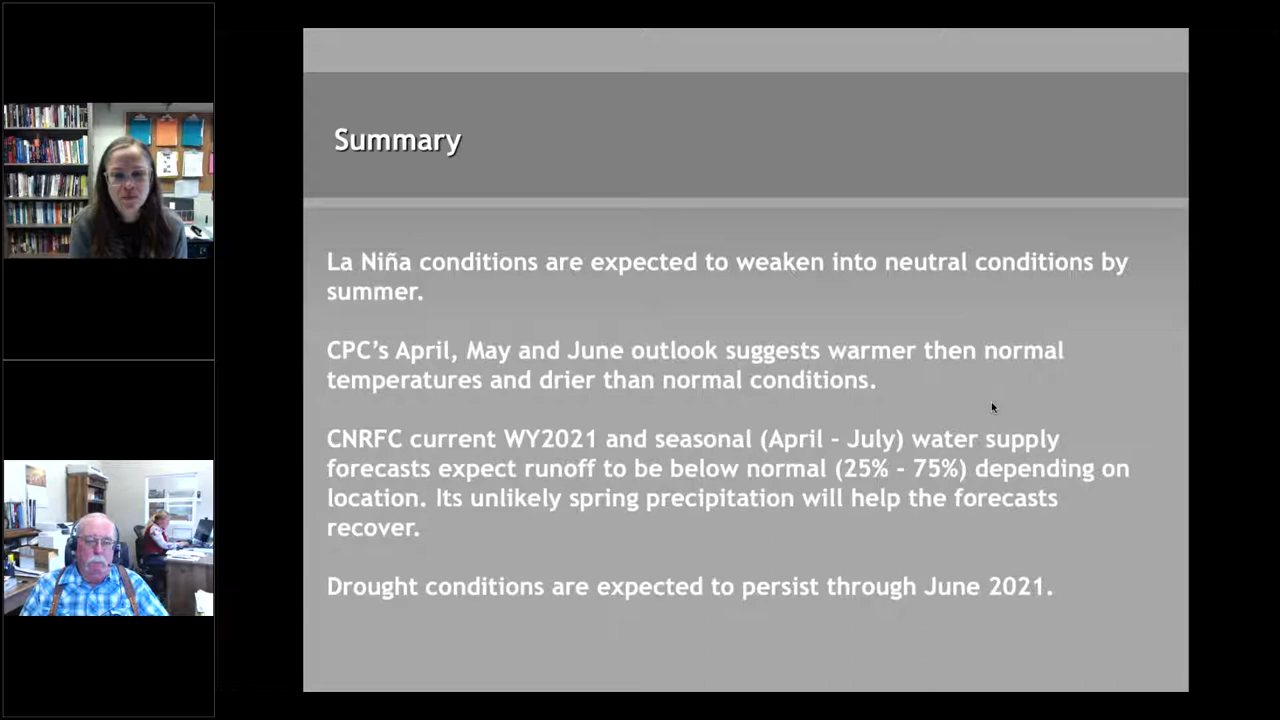 Summary
La Niña conditions are expected to weaken into neutral conditions by
summer.
CPC's April, May and June outlook suggests warmer then normal
temperatures and drier than normal conditions.
CNRFC current WY2021 and seasonal (April - July) water supply
forecasts expect runoff to be below normal (25% - 75%) depending on
location. Its unlikely spring precipitation will help the forecasts
recover.
Drought conditions are expected to persist through June 2021.